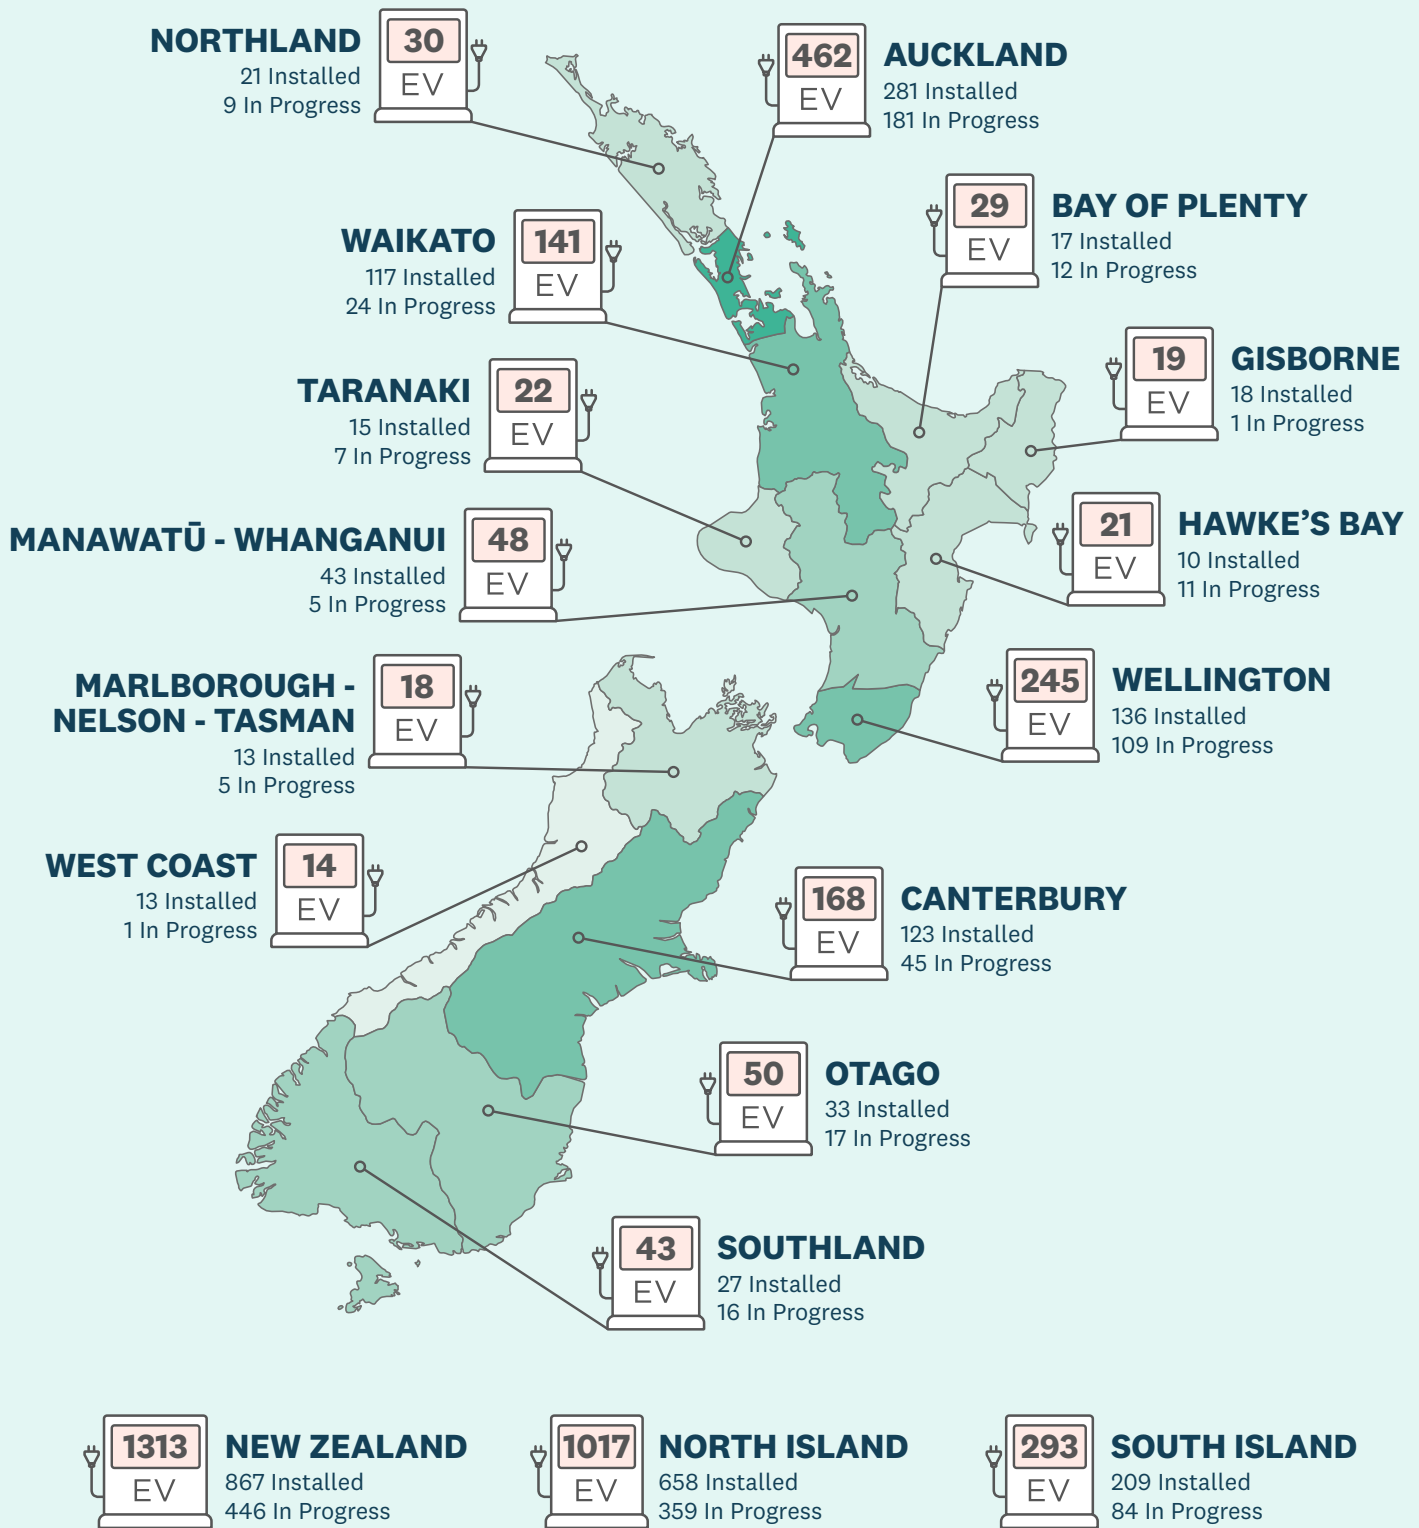 NORTHLAND
21 Installed
9 In Progress
30
EV
462
EV
AUCKLAND
281 Installed
181 In Progress
WAIKATO
117 Installed
24 In Progress
141
EV
29
EV
BAY OF PLENTY
17 Installed
12 In Progress
TARANAKI
15 Installed
7 In Progress
22
EV
19
EV
GISBORNE
18 Installed
1 In Progress
MANAWATŪ - WHANGANUI
43 Installed
5 In Progress
48
EV
21
EV
HAWKE’S BAY
10 Installed
11 In Progress
MARLBOROUGH -
NELSON - TASMAN
13 Installed
5 In Progress
18
EV
245
EV
WELLINGTON
136 Installed
109 In Progress
WEST COAST
13 Installed
1 In Progress
14
EV
168
EV
CANTERBURY
123 Installed
45 In Progress
50
EV
OTAGO
33 Installed
17 In Progress
43
EV
SOUTHLAND
27 Installed
16 In Progress
1313
EV
NEW ZEALAND
867 Installed
446 In Progress
1017
EV
NORTH ISLAND
658 Installed
359 In Progress
293
EV
SOUTH ISLAND
209 Installed
84 In Progress